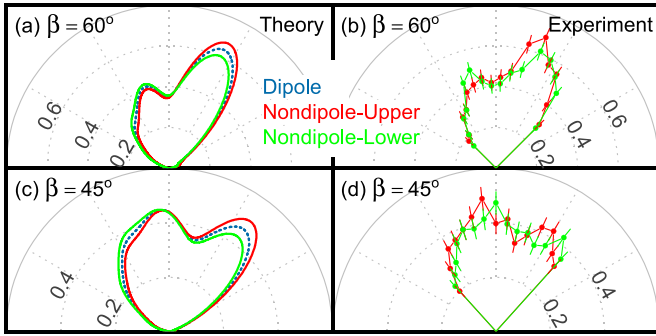 (a) β = 60° Theory
(b) β = 60° Experiment
Dipole
Nondipole-Upper
Nondipole-Lower
0.6
0.4
0.2
0.2
0.4
0.6
(c) β = 45°
(d) β = 45°
0.4
0.2
0.2
0.4